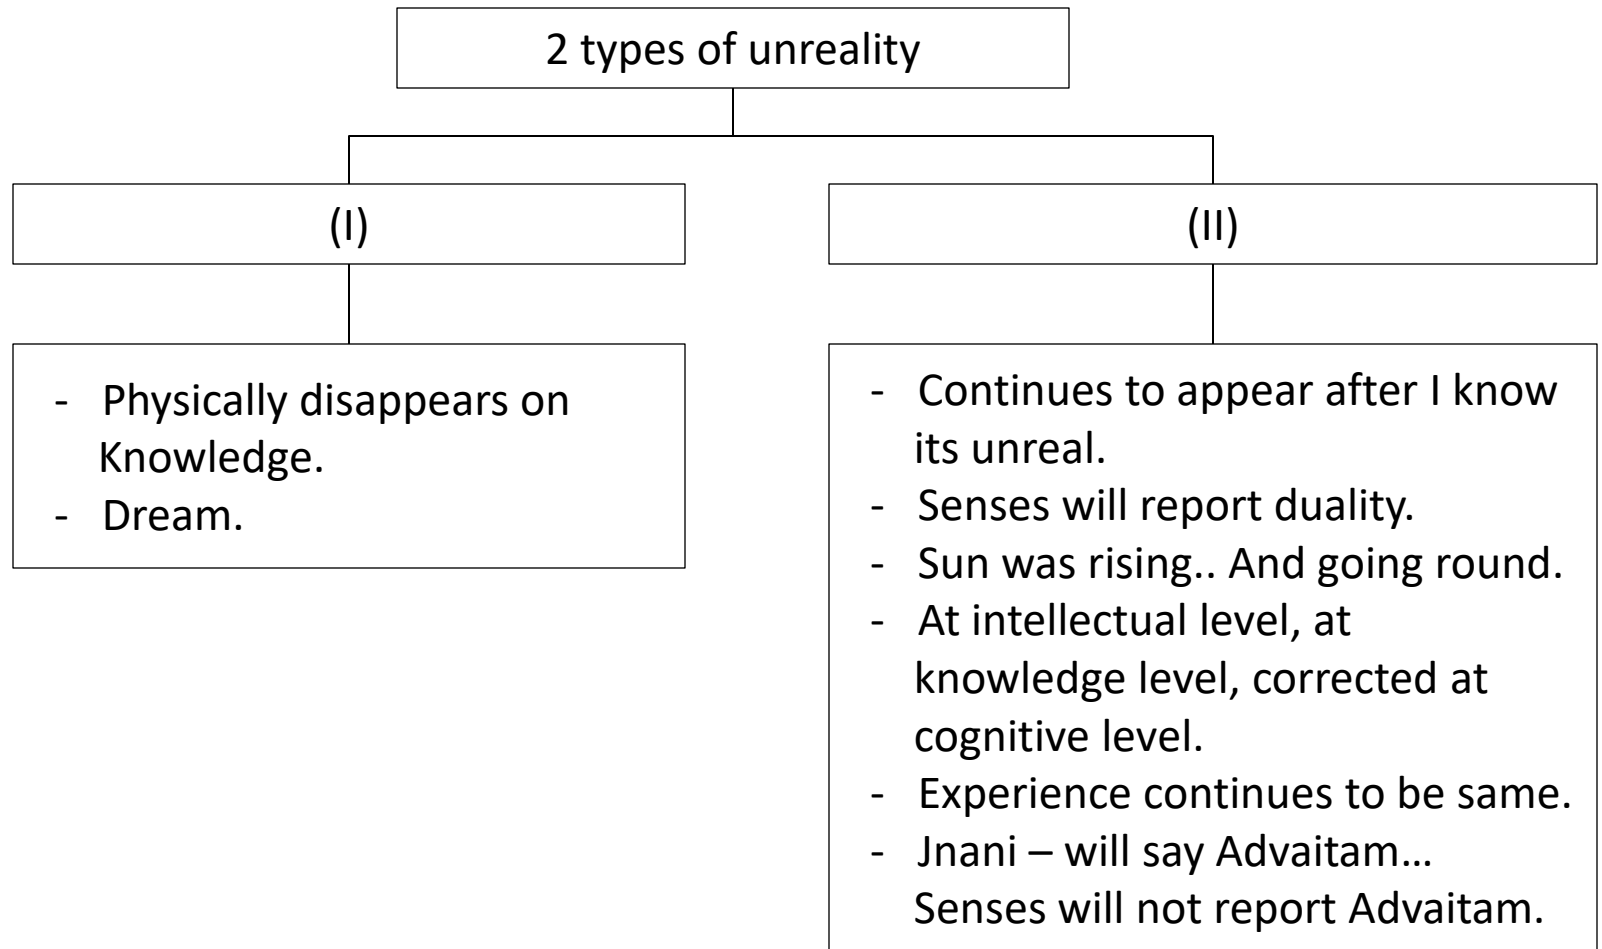 2 types of unreality
(I)
- Physically disappears on
Knowledge.
- Dream.
(II)
- Continues to appear after I know
its unreal.
- Senses will report duality.
- Sun was rising.. And going round.
- At intellectual level, at
knowledge level, corrected at
cognitive level.
- Experience continues to be same.
- Jnani – will say Advaitam...
Senses will not report Advaitam.